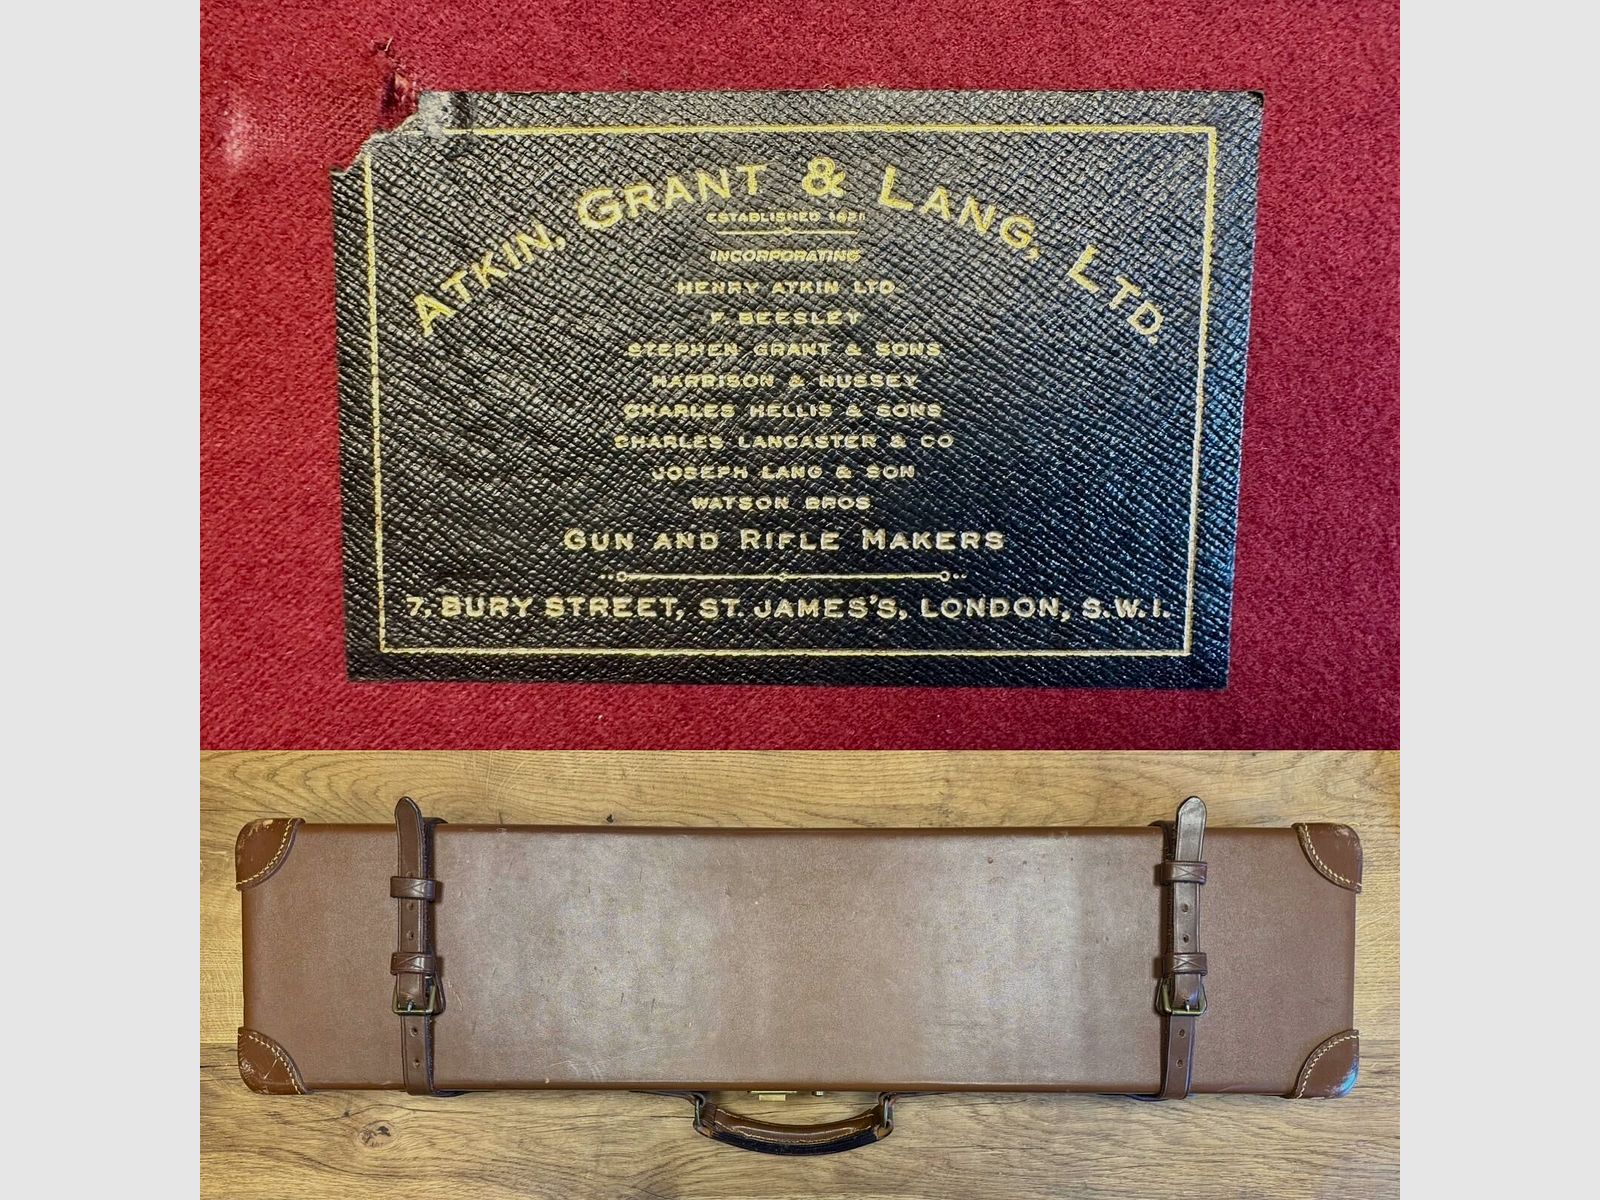 ATKIN, GRANT & LANG, LTD.
ESTABLISHED 1821
INCORPORATING
HENRY ATKIN LTD.
F. BEESLEY
STEPHEN GRANT & SONS
HARRISON & HUSSEY
CHARLES HELLIS & SONS
CHARLES LANCASTER & CO
JOSEPH LANG & SON
WATSON BROS
GUN AND RIFLE MAKERS
7, BURY STREET, ST. JAMES'S, LONDON, S.W.1.